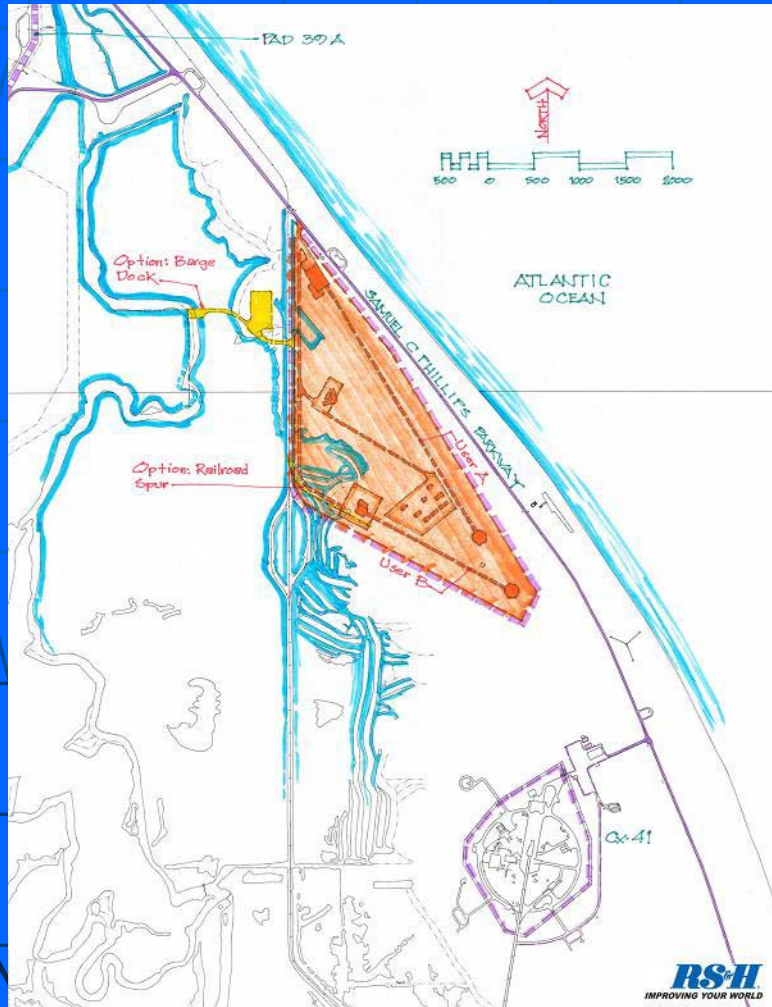 PAD 39A
NORTH
500 0 500 1000 1500 2000
Option: Barge
Dock
ATLANTIC
OCEAN
SAMUEL C PHILLIPS PARKWAY
User A
Option: Railroad
Spur
User B
Cx-41
RS&H
IMPROVING YOUR WORLD